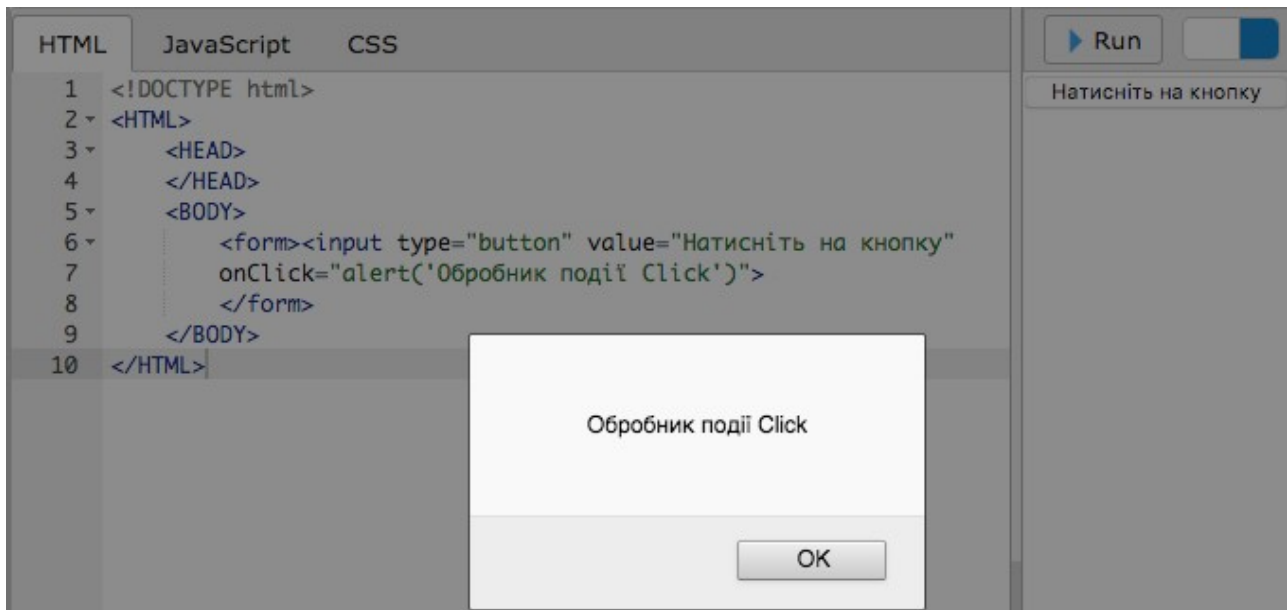 HTML JavaScript CSS
Run
1 <!DOCTYPE html>
2 <HTML>
3 <HEAD>
4 </HEAD>
5 <BODY>
6 <form><input type="button" value="Натисніть на кнопку"
7 onClick="alert('Обробник події Click')">
8 </form>
9 </BODY>
10 </HTML>
Натисніть на кнопку
Обробник події Click
OK